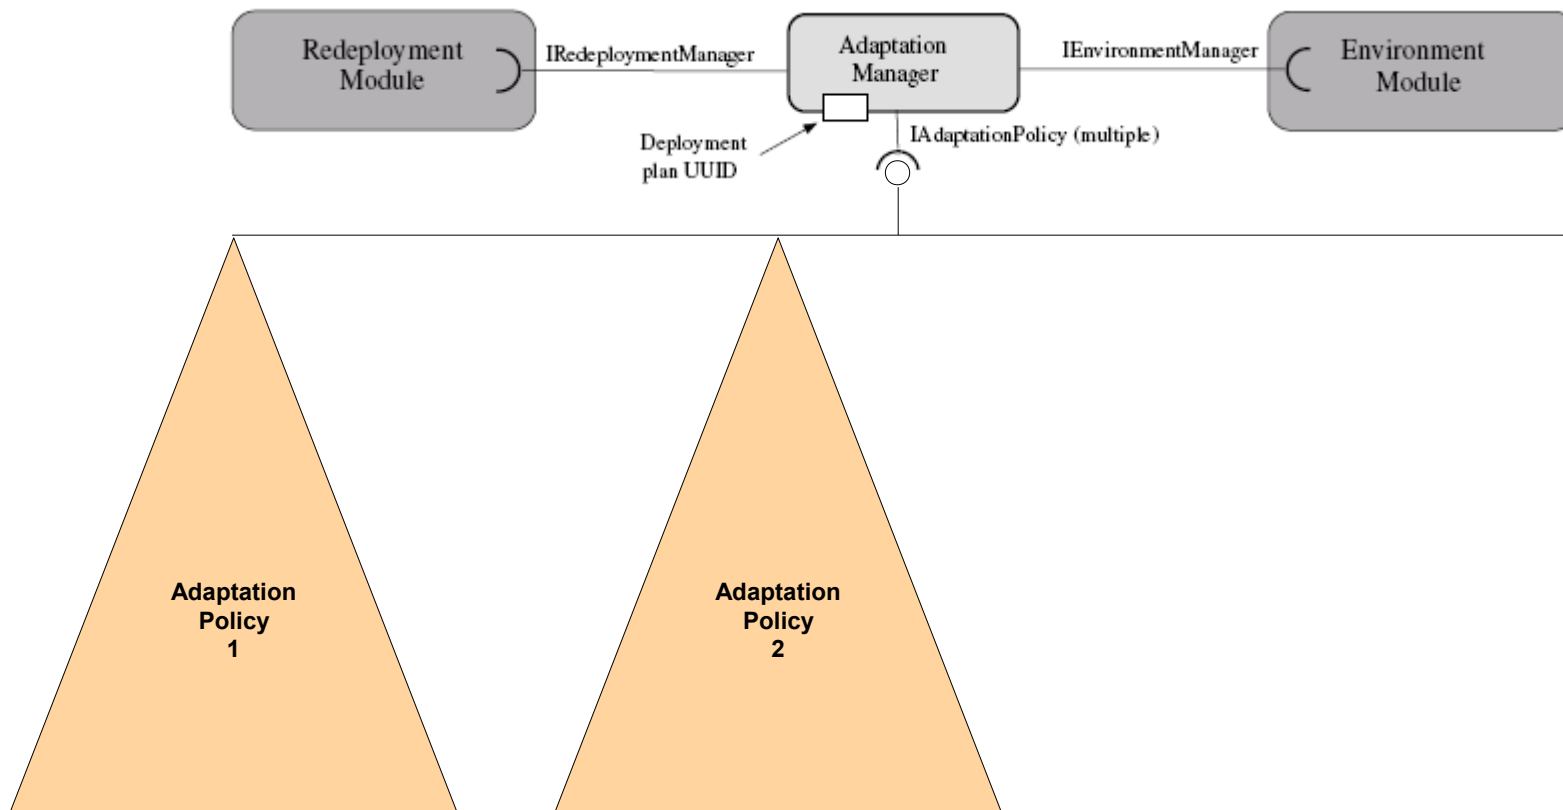 Redeployment
Module
IRedeploymentManager
Adaptation
Manager
IEnvironmentManager
Environment
Module
Deployment
plan UUID
IAdaptationPolicy (multiple)
Adaptation
Policy
1
Adaptation
Policy
2